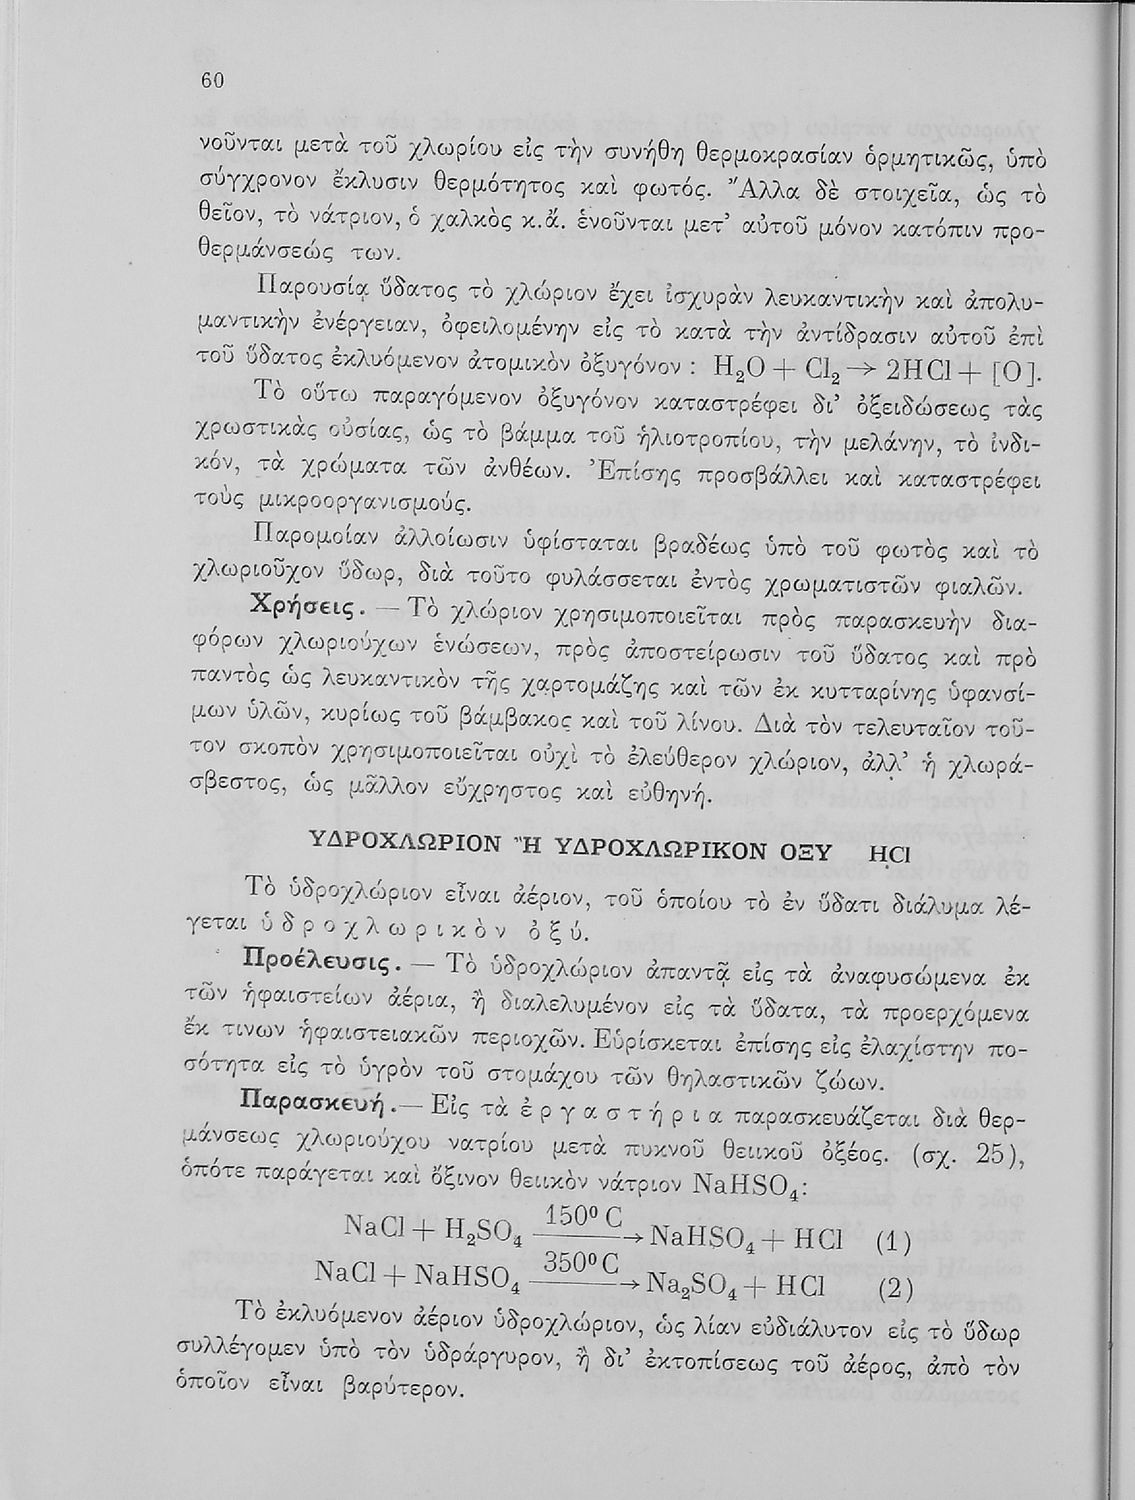 60
νοῦνται μετὰ τοῦ χλωρίου εἰς τὴν συνήθη θερμοκρασίαν ὁρμητικῶς, ὑπὸ
σύγχρονον ἔκλυσιν θερμότητος καὶ φωτός. Ἄλλα δὲ στοιχεῖα, ὡς τὸ
θεῖον, τὸ νάτριον, ὁ χαλκὸς κ.ἄ. ἑνοῦνται μετ’ αὐτοῦ μόνον κατόπιν προ-
θερμάνσεώς των.
Παρουσίᾳ ὕδατος τὸ χλώριον ἔχει ἰσχυρὰν λευκαντικὴν καὶ ἀπολυ-
μαντικὴν ἐνέργειαν, ὀφειλομένην εἰς τὸ κατὰ τὴν ἀντίδρασιν αὐτοῦ ἐπὶ
τοῦ ὕδατος ἐκλυόμενον ἀτομικὸν ὀξυγόνον : H₂O + Cl₂ → 2HCl + [O].
Τὸ οὕτω παραγόμενον ὀξυγόνον καταστρέφει δι’ ὀξειδώσεως τὰς
χρωστικὰς οὐσίας, ὡς τὸ βάμμα τοῦ ἡλιοτροπίου, τὴν μελάνην, τὸ ἰνδι-
κόν, τὰ χρώματα τῶν ἀνθέων. Ἐπίσης προσβάλλει καὶ καταστρέφει
τοὺς μικροοργανισμούς.
Παρομοίαν ἀλλοίωσιν ὑφίσταται βραδέως ὑπὸ τοῦ φωτὸς καὶ τὸ
χλωριοῦχον ὕδωρ, διὰ τοῦτο φυλάσσεται ἐντὸς χρωματιστῶν φιαλῶν.
Χρήσεις. — Τὸ χλώριον χρησιμοποιεῖται πρὸς παρασκευὴν δια-
φόρων χλωριούχων ἑνώσεων, πρὸς ἀποστείρωσιν τοῦ ὕδατος καὶ πρὸ
παντὸς ὡς λευκαντικὸν τῆς χαρτομάζης καὶ τῶν ἐκ κυτταρίνης ὑφανσί-
μων ὑλῶν, κυρίως τοῦ βάμβακος καὶ τοῦ λίνου. Διὰ τὸν τελευταῖον τοῦ-
τον σκοπὸν χρησιμοποιεῖται οὐχὶ τὸ ἐλεύθερον χλώριον, ἀλλ’ ἡ χλωρά-
σβεστος, ὡς μᾶλλον εὔχρηστος καὶ εὐθηνή.
ΥΔΡΟΧΛΩΡΙΟΝ Ἢ ΥΔΡΟΧΛΩΡΙΚΟΝ ΟΞΥ HCl
Τὸ ὑδροχλώριον εἶναι ἀέριον, τοῦ ὁποίου τὸ ἐν ὕδατι διάλυμα λέ-
γεται ὑδροχλωρικὸν ὀξύ.
Προέλευσις. — Τὸ ὑδροχλώριον ἀπαντᾷ εἰς τὰ ἀναφυσώμενα ἐκ
τῶν ἡφαιστείων ἀέρια, ἢ διαλελυμένον εἰς τὰ ὕδατα, τὰ προερχόμενα
ἔκ τινων ἡφαιστειακῶν περιοχῶν. Εὑρίσκεται ἐπίσης εἰς ἐλαχίστην πο-
σότητα εἰς τὸ ὑγρὸν τοῦ στομάχου τῶν θηλαστικῶν ζώων.
Παρασκευή.— Εἰς τὰ ἐργαστήρια παρασκευάζεται διὰ θερ-
μάνσεως χλωριούχου νατρίου μετὰ πυκνοῦ θειικοῦ ὀξέος. (σχ. 25),
ὁπότε παράγεται καὶ ὄξινον θειικὸν νάτριον NaHSO₄:
NaCl + H₂SO₄ 150⁰ C → NaHSO₄ + HCl (1)
NaCl + NaHSO₄ 350⁰ C → Na₂SO₄ + HCl (2)
Τὸ ἐκλυόμενον ἀέριον ὑδροχλώριον, ὡς λίαν εὐδιάλυτον εἰς τὸ ὕδωρ
συλλέγομεν ὑπὸ τὸν ὑδράργυρον, ἢ δι’ ἐκτοπίσεως τοῦ ἀέρος, ἀπὸ τὸν
ὁποῖον εἶναι βαρύτερον.